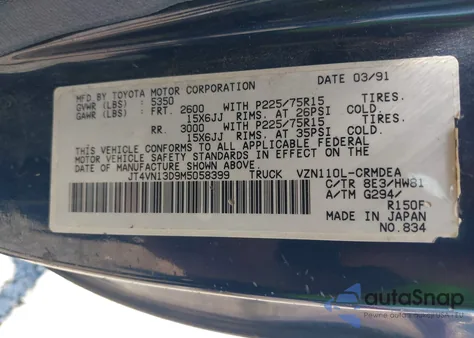 MFD BY TOYOTA MOTOR CORPORATION DATE 03/91
GVWR (LBS) : 5350
GAWR (LBS) : FRT. 2600 WITH P225/75R15 TIRES.
15X6JJ RIMS. AT 26PSI COLD.
RR. 3000 WITH P225/75R15 TIRES.
15X6JJ RIMS. AT 35PSI COLD.
THIS VEHICLE CONFORMS TO ALL APPLICABLE FEDERAL
MOTOR VEHICLE SAFETY STANDARDS IN EFFECT ON THE
DATE OF MANUFACTURE SHOWN ABOVE.
JT4VN13D9M5058399 TRUCK VZN110L-CRMDEA
C/TR 8E3/HW81
A/TM G294/
R150F
MADE IN JAPAN
NO.834
autoSnap